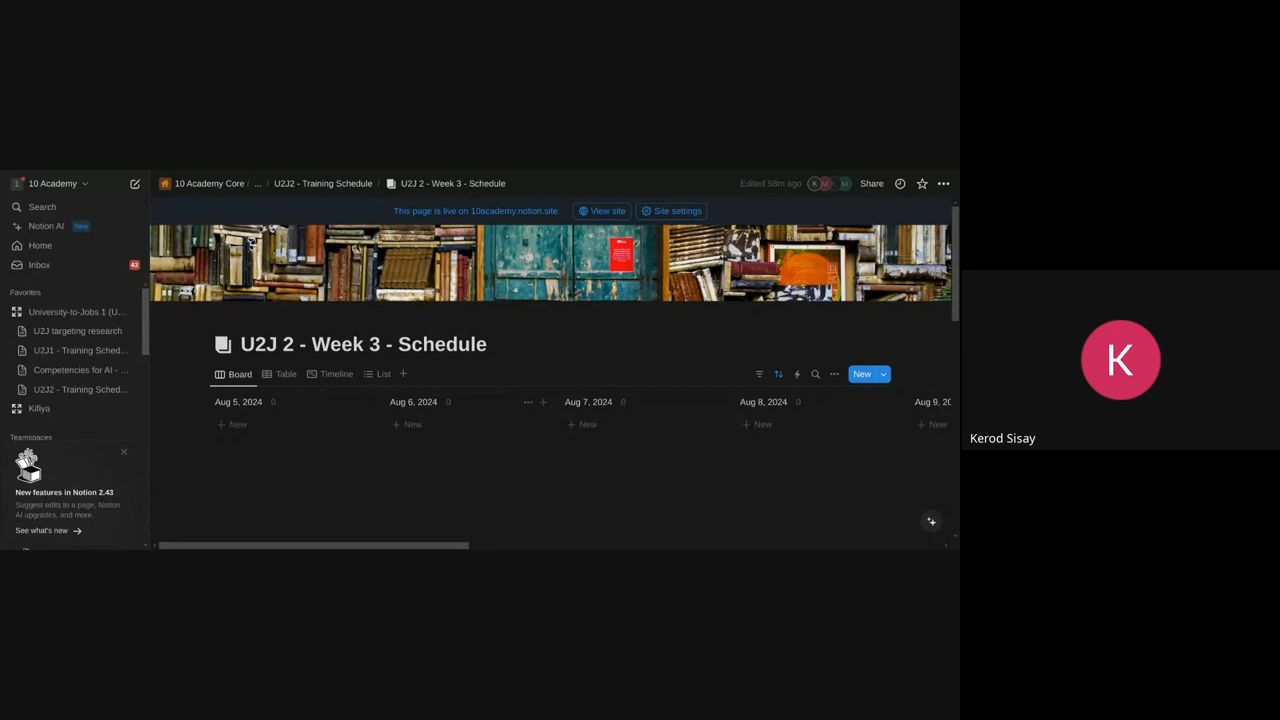 1 10 Academy
Search
Notion AI New
Home
Inbox 43
Favorites
University-to-Jobs 1 (U...
U2J targeting research
U2J1 - Training Sched...
Competencies for AI - ...
U2J2 - Training Sched...
Kifiya
Teamspaces
New features in Notion 2.43
Suggest edits to a page, Notion
AI upgrades, and more.
See what's new →
10 Academy Core / ... / U2J2 - Training Schedule / U2J 2 - Week 3 - Schedule
Edited 58m ago K M Share
This page is live on 10academy.notion.site View site Site settings
U2J 2 - Week 3 - Schedule
Board Table Timeline List +
New
Aug 5, 2024 0 Aug 6, 2024 0 Aug 7, 2024 0 Aug 8, 2024 0 Aug 9, 20
+ New + New + New + New + New
K
Kerod Sisay